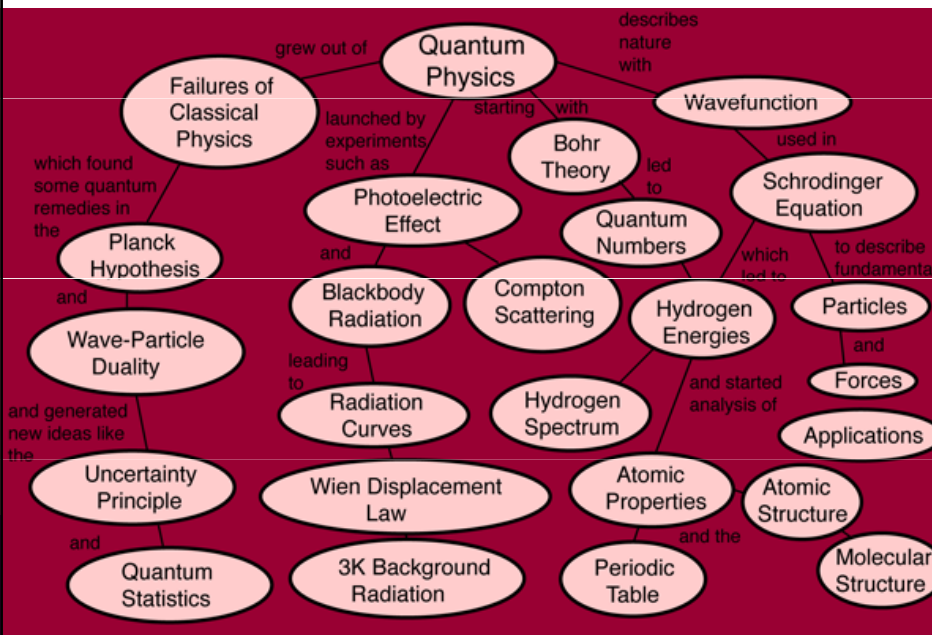 grew out of
Quantum
Physics
describes
nature
with
Failures of
Classical
Physics
Wavefunction
starting with
launched by
experiments
such as
Bohr
Theory
used in
which found
some quantum
remedies in
the
led
to
Schrodinger
Equation
Photoelectric
Effect
Quantum
Numbers
Planck
Hypothesis
and
which
led to
to describe
fundamenta
and
Blackbody
Radiation
Compton
Scattering
Hydrogen
Energies
Particles
Wave-Particle
Duality
and
leading
to
Forces
and started
analysis of
Radiation
Curves
Hydrogen
Spectrum
and generated
new ideas like
the
Applications
Uncertainty
Principle
Wien Displacement
Law
Atomic
Properties
Atomic
Structure
and
and the
Quantum
Statistics
3K Background
Radiation
Periodic
Table
Molecular
Structure